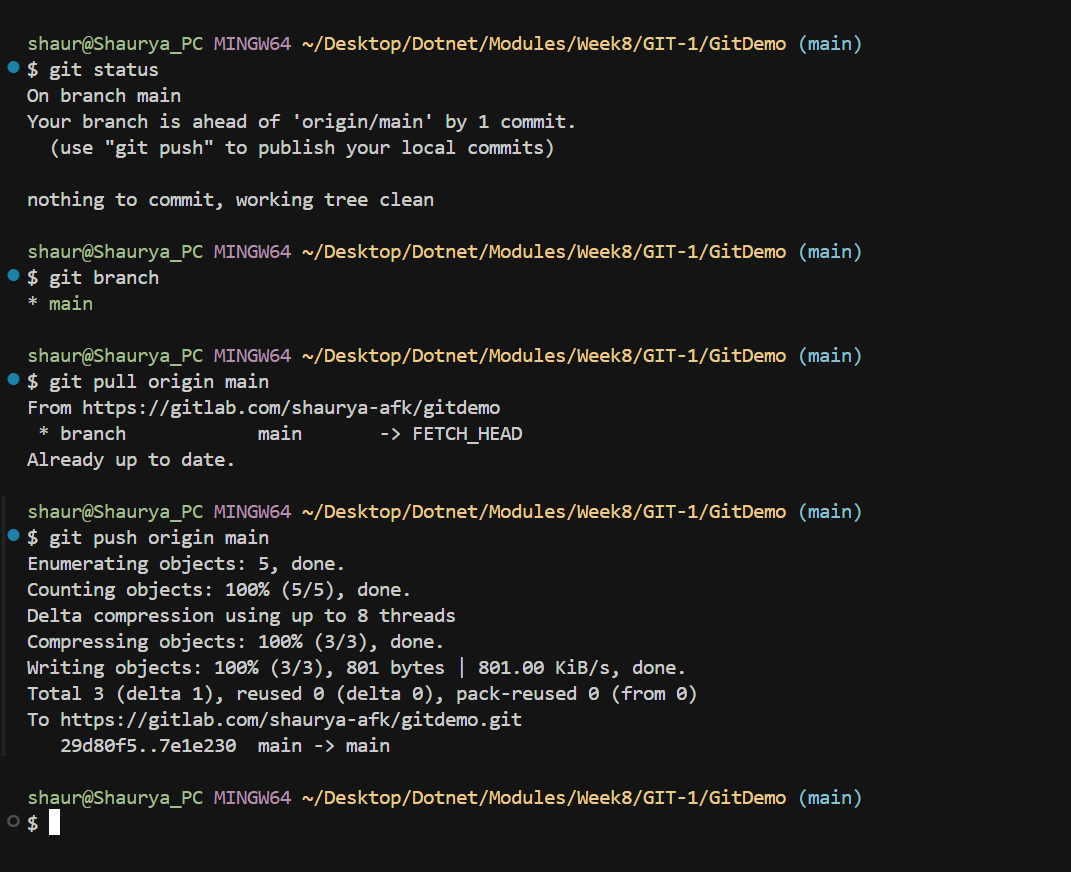 shaur@Shaurya_PC MINGW64 ~/Desktop/Dotnet/Modules/Week8/GIT-1/GitDemo (main)
$ git status
On branch main
Your branch is ahead of 'origin/main' by 1 commit.
  (use "git push" to publish your local commits)

nothing to commit, working tree clean

shaur@Shaurya_PC MINGW64 ~/Desktop/Dotnet/Modules/Week8/GIT-1/GitDemo (main)
$ git branch
* main

shaur@Shaurya_PC MINGW64 ~/Desktop/Dotnet/Modules/Week8/GIT-1/GitDemo (main)
$ git pull origin main
From https://gitlab.com/shaurya-afk/gitdemo
 * branch            main       -> FETCH_HEAD
Already up to date.

shaur@Shaurya_PC MINGW64 ~/Desktop/Dotnet/Modules/Week8/GIT-1/GitDemo (main)
$ git push origin main
Enumerating objects: 5, done.
Counting objects: 100% (5/5), done.
Delta compression using up to 8 threads
Compressing objects: 100% (3/3), done.
Writing objects: 100% (3/3), 801 bytes | 801.00 KiB/s, done.
Total 3 (delta 1), reused 0 (delta 0), pack-reused 0 (from 0)
To https://gitlab.com/shaurya-afk/gitdemo.git
   29d80f5..7e1e230  main -> main

shaur@Shaurya_PC MINGW64 ~/Desktop/Dotnet/Modules/Week8/GIT-1/GitDemo (main)
$